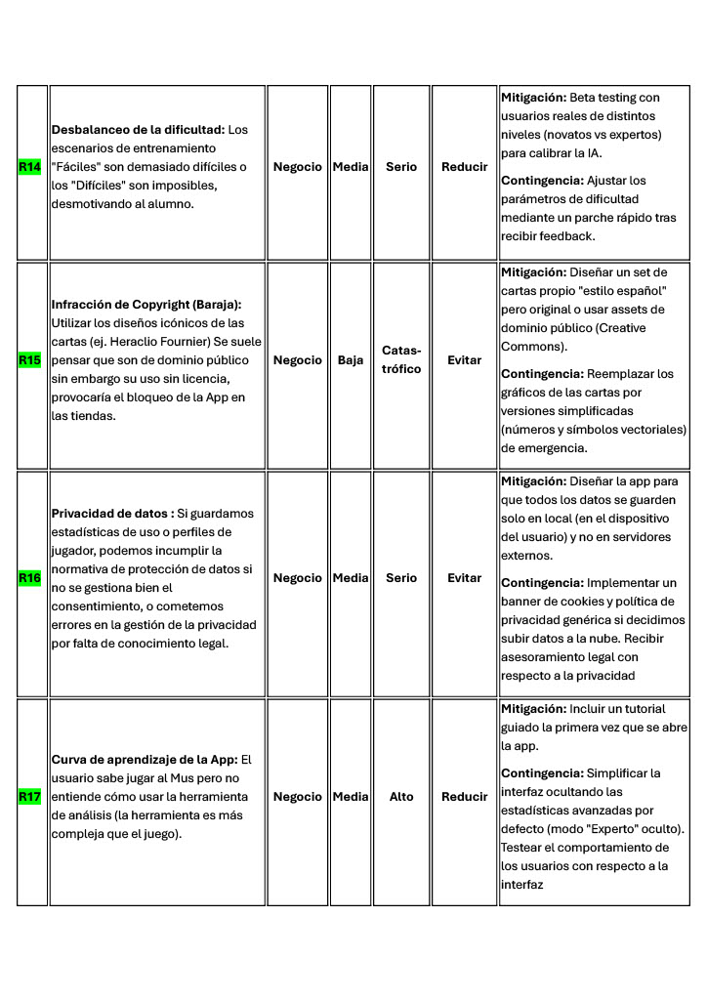 R14
Desbalanceo de la dificultad: Los
escenarios de entrenamiento
"Fáciles" son demasiado difíciles o
los "Difíciles" son imposibles,
desmotivando al alumno.
Negocio
Media
Serio
Reducir
Mitigación: Beta testing con
usuarios reales de distintos
niveles (novatos vs expertos)
para calibrar la IA.
Contingencia: Ajustar los
parámetros de dificultad
mediante un parche rápido tras
recibir feedback.
R15
Infracción de Copyright (Baraja):
Utilizar los diseños icónicos de las
cartas (ej. Heraclio Fournier) Se suele
pensar que son de dominio público
sin embargo su uso sin licencia,
provocaría el bloqueo de la App en
las tiendas.
Negocio
Baja
Catas-
trófico
Evitar
Mitigación: Diseñar un set de
cartas propio "estilo español"
pero original o usar assets de
dominio público (Creative
Commons).
Contingencia: Reemplazar los
gráficos de las cartas por
versiones simplificadas
(números y símbolos vectoriales)
de emergencia.
R16
Privacidad de datos : Si guardamos
estadísticas de uso o perfiles de
jugador, podemos incumplir la
normativa de protección de datos si
no se gestiona bien el
consentimiento, o cometemos
errores en la gestión de la privacidad
por falta de conocimiento legal.
Negocio
Media
Serio
Evitar
Mitigación: Diseñar la app para
que todos los datos se guarden
solo en local (en el dispositivo
del usuario) y no en servidores
externos.
Contingencia: Implementar un
banner de cookies y política de
privacidad genérica si decidimos
subir datos a la nube. Recibir
asesoramiento legal con
respecto a la privacidad
R17
Curva de aprendizaje de la App: El
usuario sabe jugar al Mus pero no
entiende cómo usar la herramienta
de análisis (la herramienta es más
compleja que el juego).
Negocio
Media
Alto
Reducir
Mitigación: Incluir un tutorial
guiado la primera vez que se abre
la app.
Contingencia: Simplificar la
interfaz ocultando las
estadísticas avanzadas por
defecto (modo "Experto" oculto).
Testear el comportamiento de
los usuarios con respecto a la
interfaz